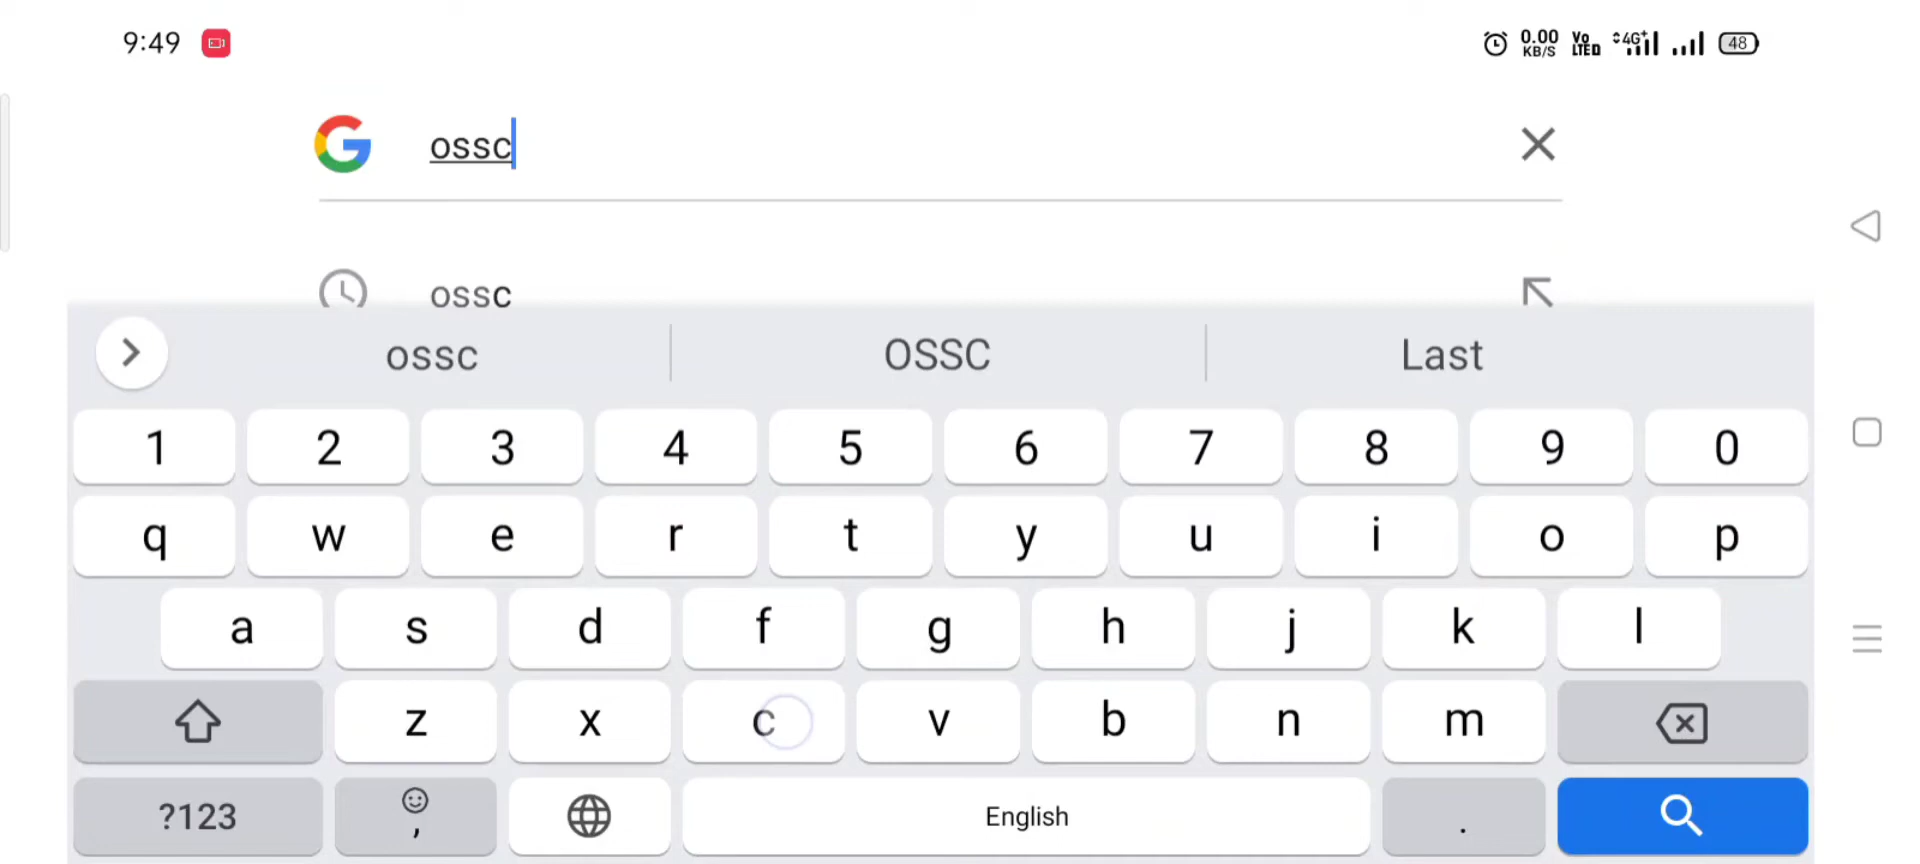 9:49 0.00 KB/S Vo LTE 4G+ 48
ossc
ossc
ossc OSSC Last
1 2 3 4 5 6 7 8 9 0
q w e r t y u i o p
a s d f g h j k l
z x c v b n m
?123 , English .